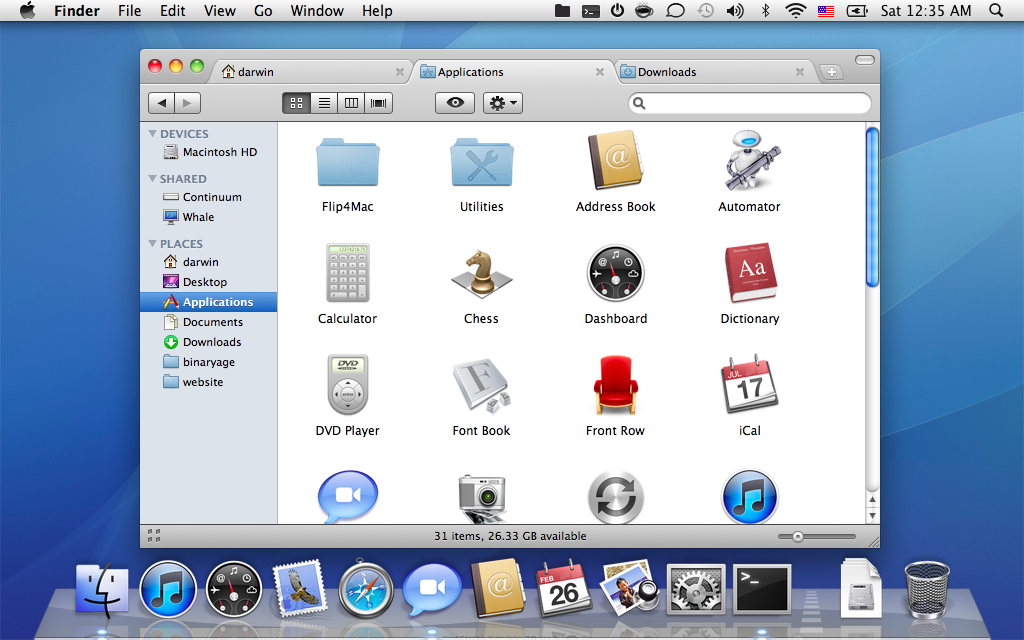 Finder File Edit View Go Window Help Sat 12:35 AM
darwin Applications Downloads
DEVICES
Macintosh HD
SHARED
Continuum
Whale
PLACES
darwin
Desktop
Applications
Documents
Downloads
binaryage
website
Flip4Mac Utilities Address Book Automator
Calculator Chess Dashboard Dictionary
DVD Player Font Book Front Row iCal
31 items, 26.33 GB available
@
Aa
DVD
F
JUL
17
@
FEB
26
>_